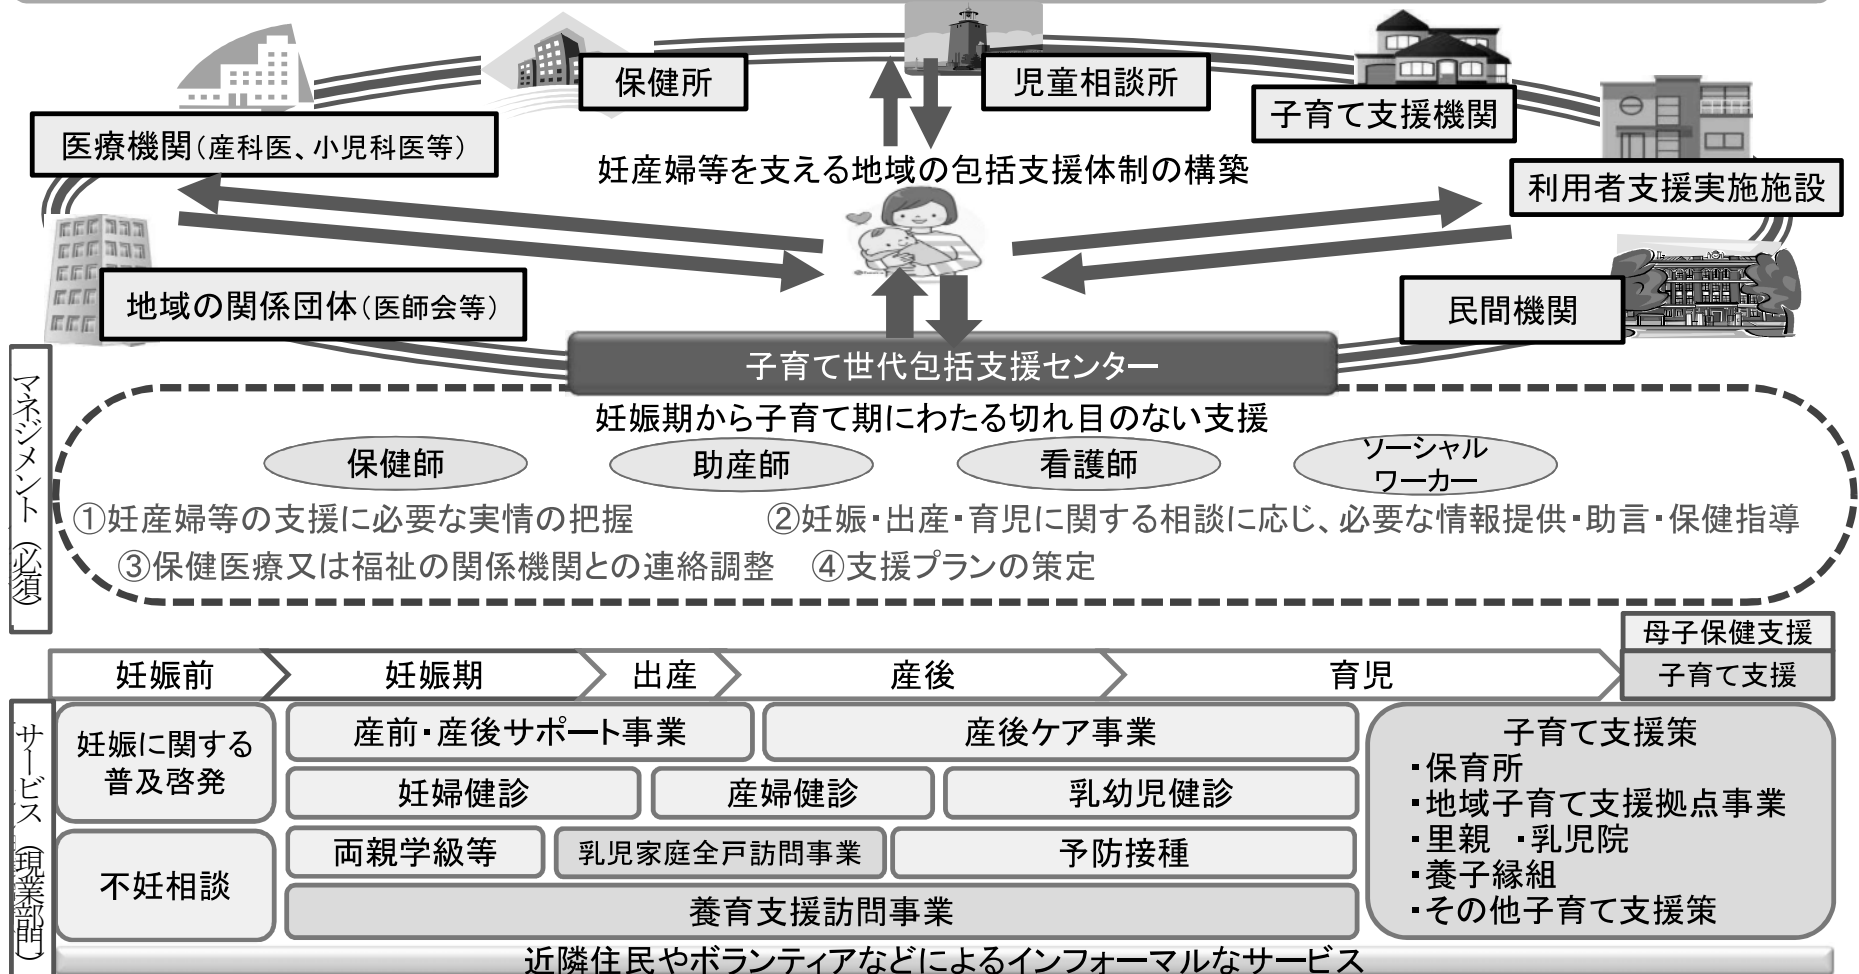 保健所
児童相談所
子育て支援機関
医療機関(産科医、小児科医等)
妊産婦等を支える地域の包括支援体制の構築
利用者支援実施施設
地域の関係団体(医師会等)
民間機関
子育て世代包括支援センター
マネジメント(必須)
妊娠期から子育て期にわたる切れ目のない支援
保健師
助産師
看護師
ソーシャル
ワーカー
①妊産婦等の支援に必要な実情の把握
②妊娠・出産・育児に関する相談に応じ、必要な情報提供・助言・保健指導
③保健医療又は福祉の関係機関との連絡調整
④支援プランの策定
母子保健支援
子育て支援
妊娠前
妊娠期
出産
産後
育児
サービス(現業部門)
妊娠に関する
普及啓発
産前・産後サポート事業
産後ケア事業
妊婦健診
産婦健診
乳幼児健診
不妊相談
両親学級等
乳児家庭全戸訪問事業
予防接種
養育支援訪問事業
子育て支援策
・保育所
・地域子育て支援拠点事業
・里親 ・乳児院
・養子縁組
・その他子育て支援策
近隣住民やボランティアなどによるインフォーマルなサービス